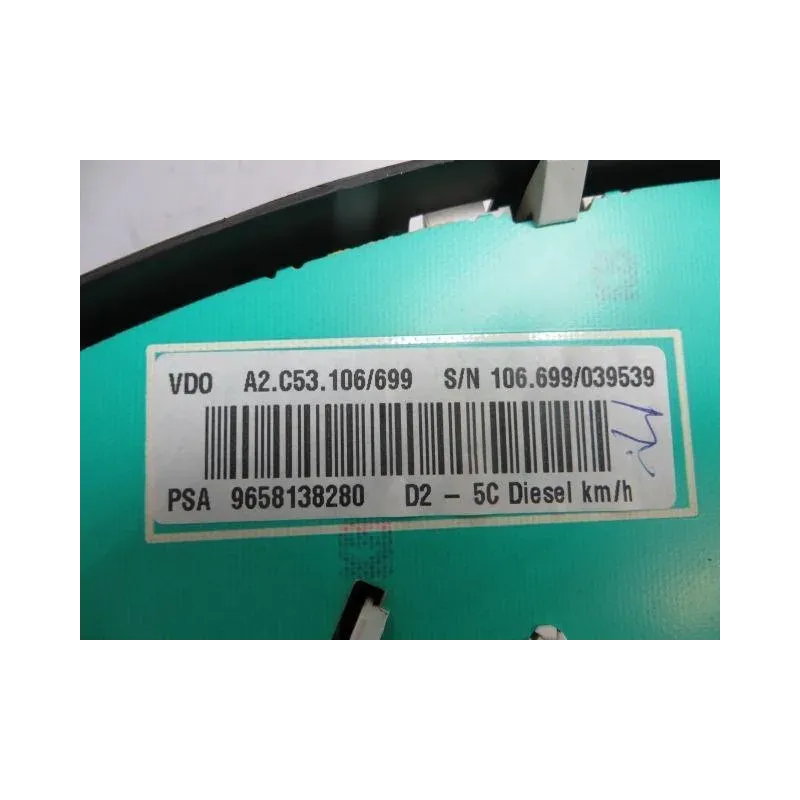 VDO A2.C53.106/699 S/N 106.699/039539
PSA 9658138280 D2 - 5C Diesel km/h